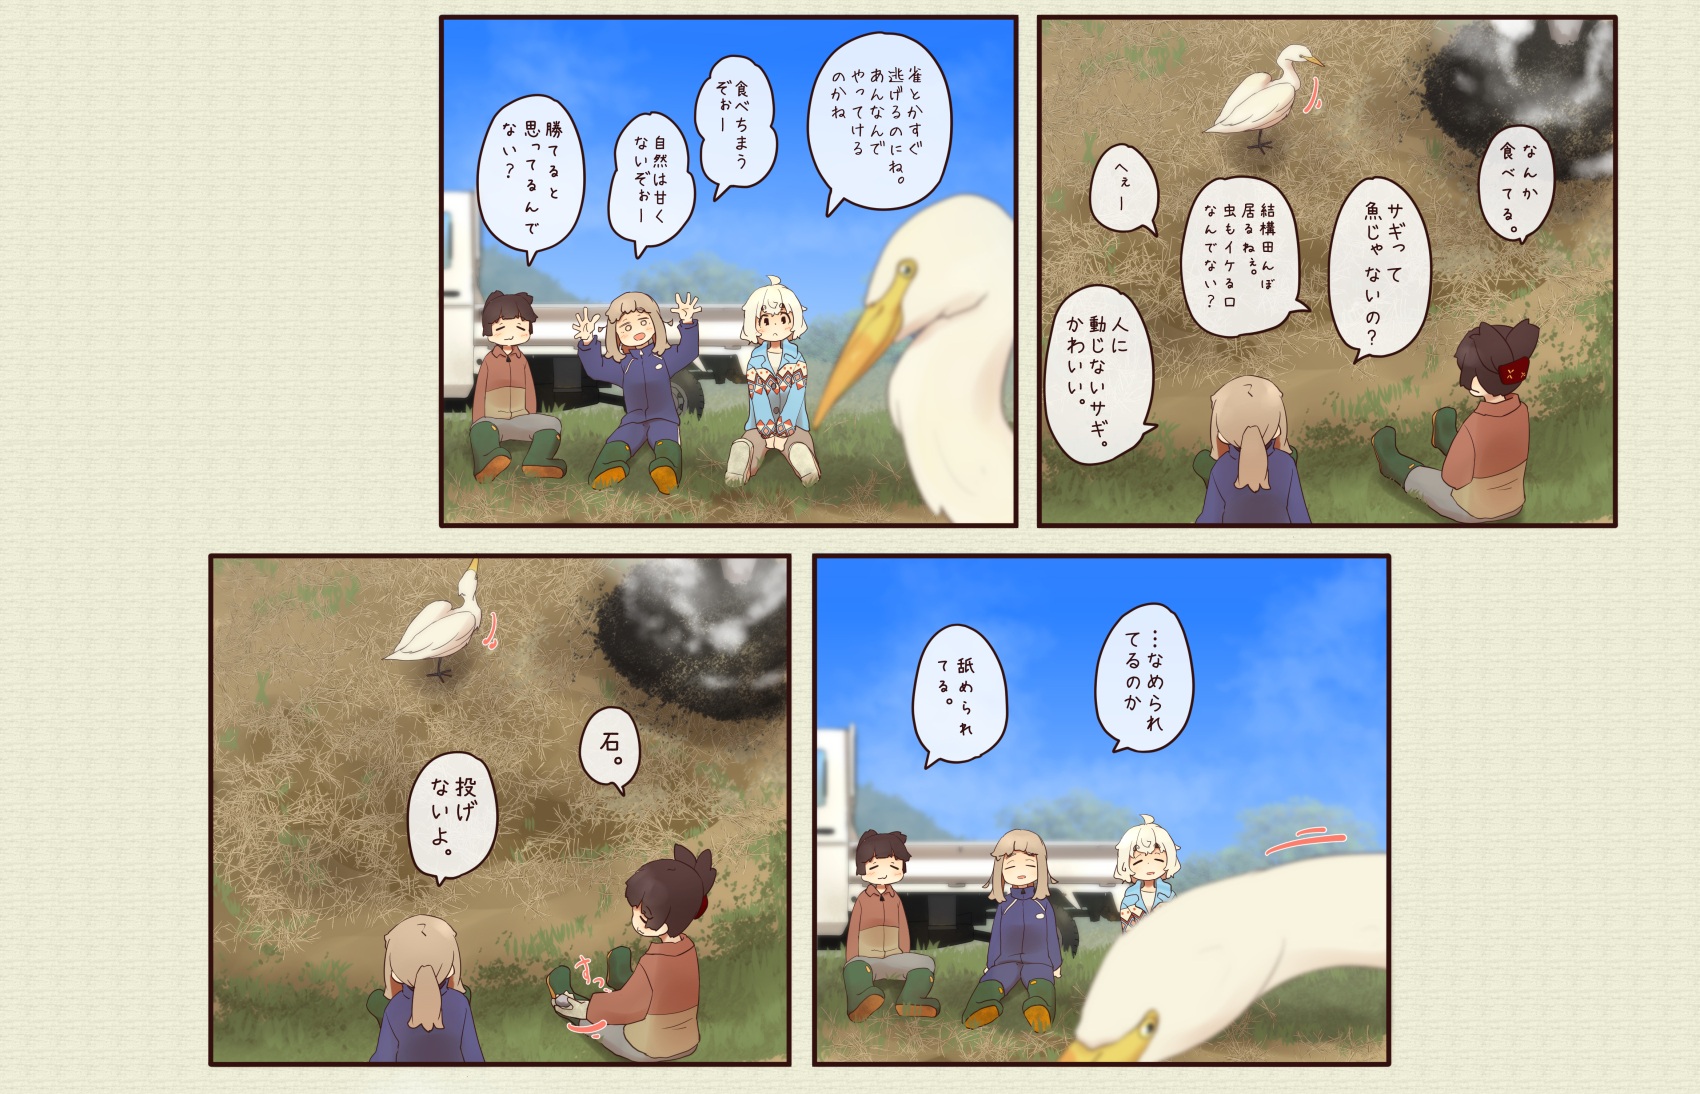 なんか
食べてる。
サギって
魚じゃないの？
結構田んぼ
居るねぇ。
虫もイケる口
なんでない？
へぇー
人に
動じないサギ。
かわいい。
雀とかすぐ
逃げるのにね。
あんなんで
やってける
のかね
食べちまう
ぞぉー
自然は甘く
ないぞぉー
勝てると
思ってるんで
ない？
…なめられ
てるのか
舐められ
てる。
石。
投げ
ないよ。
すっ